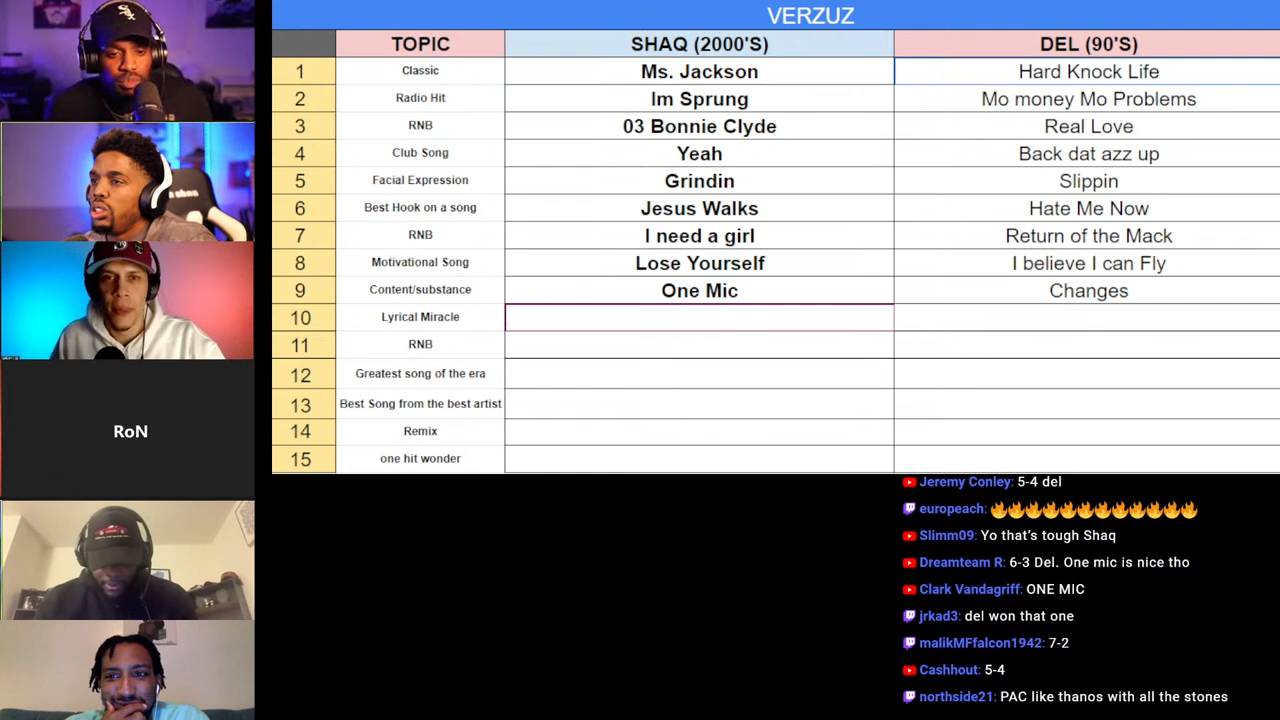 VERZUZ
TOPIC SHAQ (2000'S) DEL (90'S)
1 Classic Ms. Jackson Hard Knock Life
2 Radio Hit Im Sprung Mo money Mo Problems
3 RNB 03 Bonnie Clyde Real Love
4 Club Song Yeah Back dat azz up
5 Facial Expression Grindin Slippin
6 Best Hook on a song Jesus Walks Hate Me Now
7 RNB I need a girl Return of the Mack
8 Motivational Song Lose Yourself I believe I can Fly
9 Content/substance One Mic Changes
10 Lyrical Miracle
11 RNB
12 Greatest song of the era
13 Best Song from the best artist
14 Remix
15 one hit wonder
RoN
Jeremy Conley: 5-4 del
europeach: 🔥🔥🔥🔥🔥🔥🔥🔥🔥🔥🔥🔥
Slimm09: Yo that's tough Shaq
Dreamteam R: 6-3 Del. One mic is nice tho
Clark Vandagriff: ONE MIC
jrkad3: del won that one
malikMFfalcon1942: 7-2
Cashhout: 5-4
northside21: PAC like thanos with all the stones